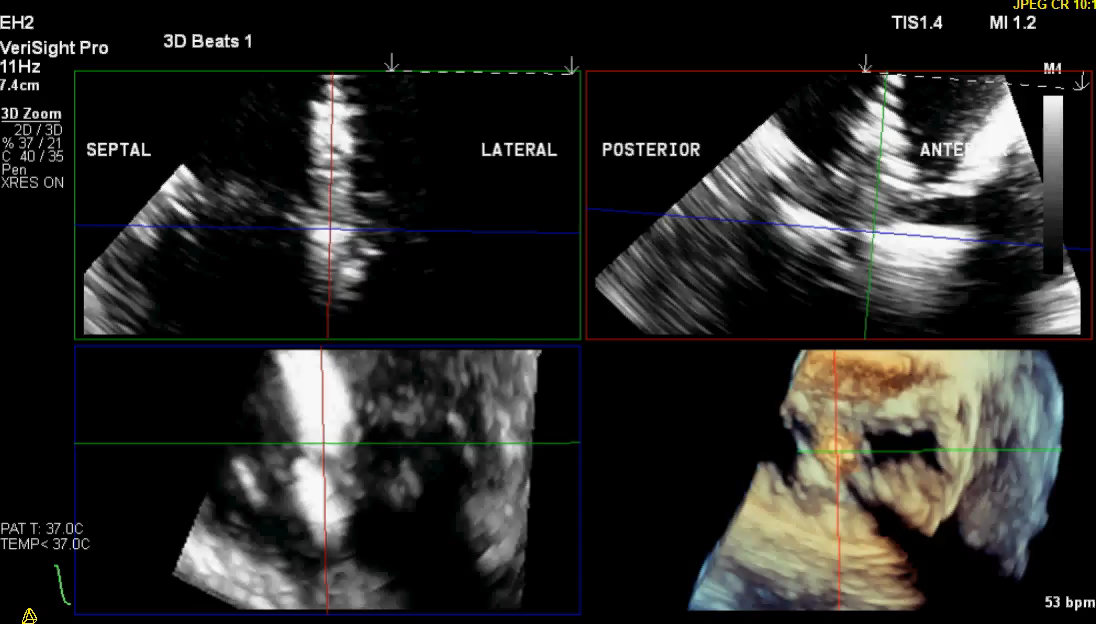 JPEG CR 10:1
EH2
TIS1.4 MI 1.2
VeriSight Pro
3D Beats 1
11Hz
7.4cm
M4
3D Zoom
2D / 3D
% 37 / 21
C 40 / 35
Pen
XRES ON
SEPTAL
LATERAL
POSTERIOR
PAT T: 37.0C
TEMP< 37.0C
53 bpm